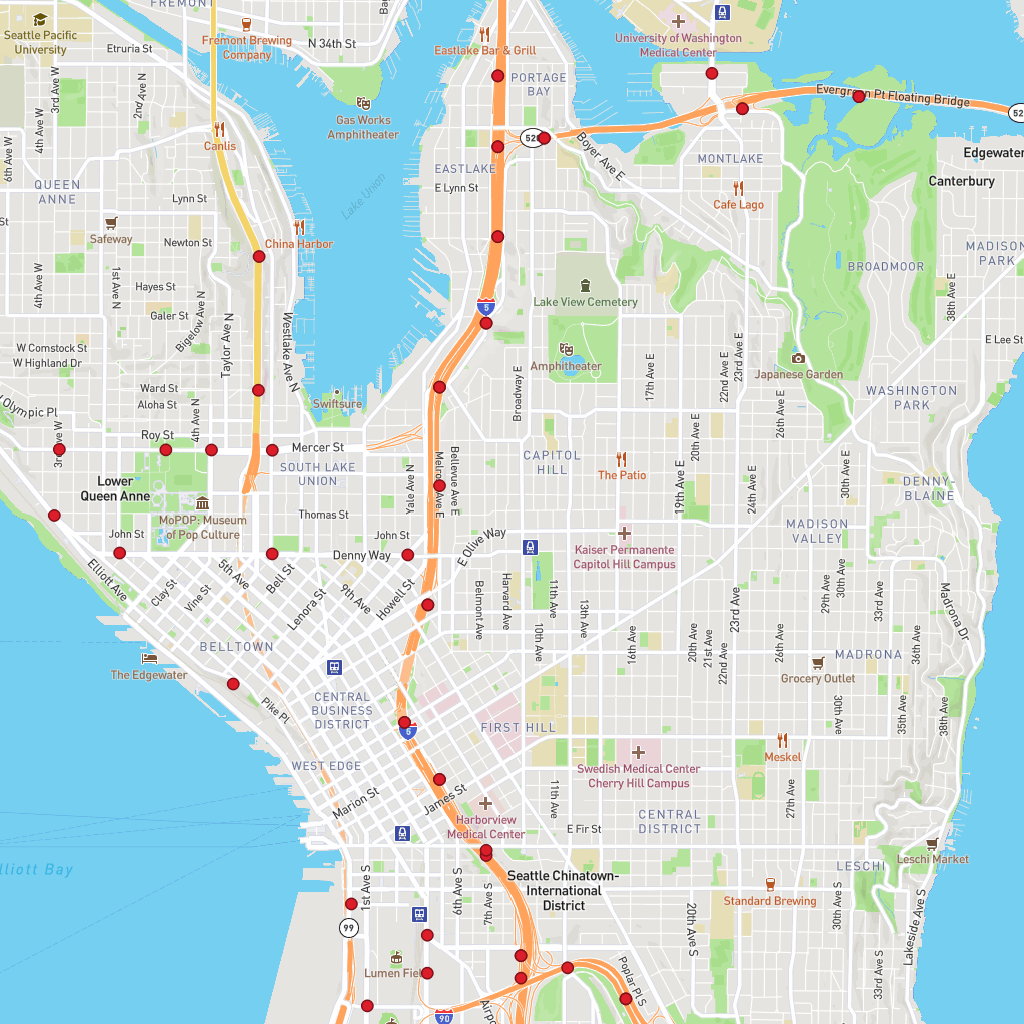 FREMONT
Seattle Pacific
University
Etruria St
Fremont Brewing
Company
N 34th St
Eastlake Bar & Grill
University of Washington
Medical Center
PORTAGE
BAY
Evergreen Pt Floating Bridge
3rd Ave W
2nd Ave N
4th Ave W
6th Ave W
Gas Works
Amphitheater
Canlis
520
Boyer Ave E
Edgewater
MONTLAKE
EASTLAKE
Canterbury
QUEEN
ANNE
E Lynn St
Lake Union
Lynn St
Cafe Lago
Safeway
Newton St
China Harbor
MADISON
PARK
BROADMOOR
4th Ave W
1st Ave N
Hayes St
Lake View Cemetery
38th Ave E
Galer St
Bigelow Ave N
5
Taylor Ave N
Westlake Ave N
W Comstock St
W Highland Dr
E Lee St
Amphitheater
17th Ave E
22nd Ave E
23rd Ave E
Japanese Garden
Ward St
Aloha St
Swiftsure
Broadway E
WASHINGTON
PARK
Olympic Pl
4th Ave N
26th Ave E
Roy St
Mercer St
20th Ave E
SOUTH LAKE
UNION
Bellevue Ave E
CAPITOL
HILL
The Patio
Lower
Queen Anne
Yale Ave N
19th Ave E
24th Ave E
30th Ave E
DENNY-
BLAINE
MoPOP: Museum
of Pop Culture
Thomas St
John St
John St
MADISON
VALLEY
Denny Way
E Olive Way
Kaiser Permanente
Capitol Hill Campus
Elliott Ave
5th Ave
Bell St
Clay St
Vine St
9th Ave
Lenora St
Howell St
Belmont Ave
Harvard Ave
11th Ave
13th Ave
10th Ave
23rd Ave
29th Ave
30th Ave
33rd Ave
Madrona Dr
BELLTOWN
16th Ave
20th Ave
21st Ave
22nd Ave
26th Ave
MADRONA
36th Ave
The Edgewater
Grocery Outlet
CENTRAL
BUSINESS
DISTRICT
Pike Pl
FIRST HILL
30th Ave
35th Ave
38th Ave
Meskel
WEST EDGE
Swedish Medical Center
Cherry Hill Campus
Marion St
James St
11th Ave
27th Ave
Harborview
Medical Center
E Fir St
CENTRAL
DISTRICT
LESCHI
Leschi Market
Seattle Chinatown-
International
District
1st Ave S
6th Ave S
7th Ave S
Standard Brewing
20th Ave S
30th Ave S
Lakeside Ave S
99
Lumen Field
Poplar Pl S
33rd Ave S
90